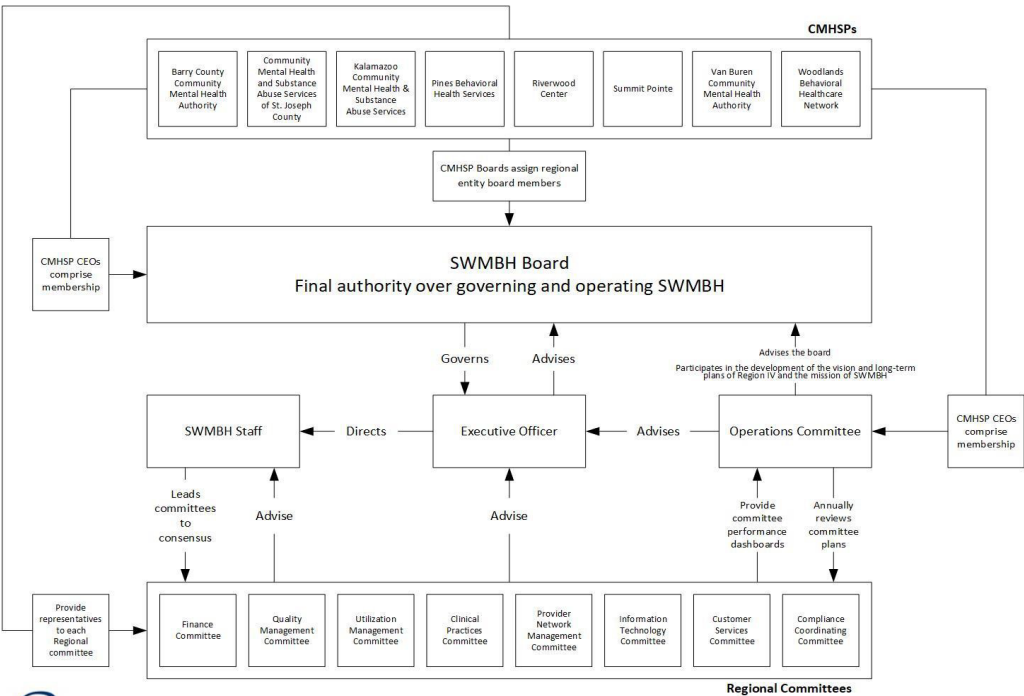 CMHSPs
Barry County
Community
Mental Health
Authority
Community
Mental Health
and Substance
Abuse Services
of St. Joseph
County
Kalamazoo
Community
Mental Health &
Substance
Abuse Services
Pines Behavioral
Health Services
Riverwood
Center
Summit Pointe
Van Buren
Community
Mental Health
Authority
Woodlands
Behavioral
Healthcare
Network
CMHSP Boards assign regional
entity board members
CMHSP CEOs
comprise
membership
SWMBH Board
Final authority over governing and operating SWMBH
Governs
Advises
Advises the board
Participates in the development of the vision and long-term
plans of Region IV and the mission of SWMBH
SWMBH Staff
Directs
Executive Officer
Advises
Operations Committee
CMHSP CEOs
comprise
membership
Leads
committees
to
consensus
Advise
Advise
Provide
committee
performance
dashboards
Annually
reviews
committee
plans
Provide
representatives
to each
Regional
committee
Finance
Committee
Quality
Management
Committee
Utilization
Management
Committee
Clinical
Practices
Committee
Provider
Network
Management
Committee
Information
Technology
Committee
Customer
Services
Committee
Compliance
Coordinating
Committee
Regional Committees